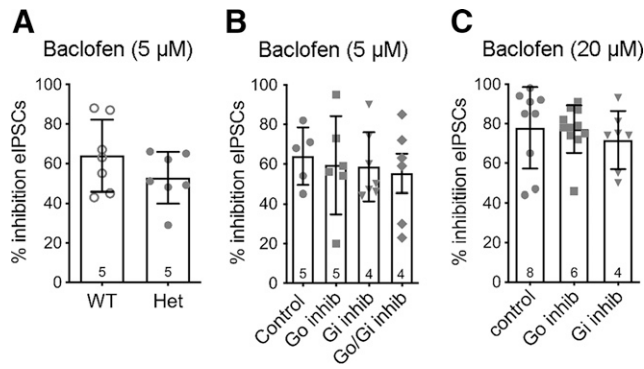 A
Baclofen (5 μM)
% inhibition eIPSCs
100
80
60
40
20
0
5
5
WT
Het
B
Baclofen (5 μM)
% inhibition eIPSCs
100
80
60
40
20
0
5
5
4
4
Control
Go inhib
Gi inhib
Go/Gi inhib
C
Baclofen (20 μM)
% inhibitiion eIPSCs
100
80
60
40
20
0
8
6
4
control
Go inhib
Gi inhib